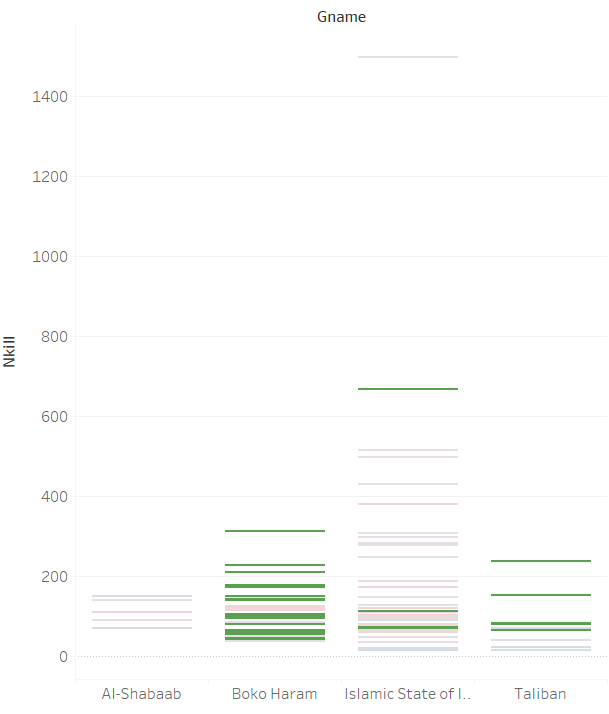 Gname
Nkill
1400
1200
1000
800
600
400
200
0
Al-Shabaab
Boko Haram
Islamic State of I..
Taliban